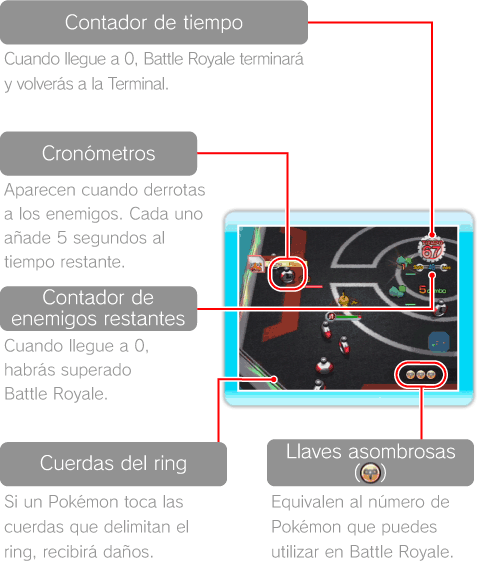 Contador de tiempo
Cuando llegue a 0, Battle Royale terminará
y volverás a la Terminal.
Cronómetros
Aparecen cuando derrotas
a los enemigos. Cada uno
añade 5 segundos al
tiempo restante.
Contador de
enemigos restantes
Cuando llegue a 0,
habrás superado
Battle Royale.
Cuerdas del ring
Si un Pokémon toca las
cuerdas que delimitan el
ring, recibirá daños.
Llaves asombrosas
( )
Equivalen al número de
Pokémon que puedes
utilizar en Battle Royale.
67
5 combo